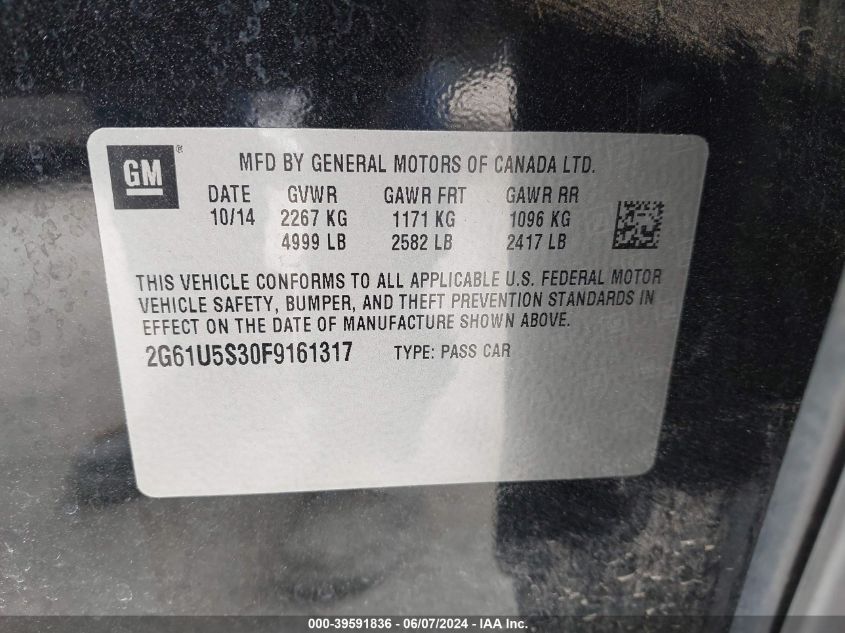 GM ®
MFD BY GENERAL MOTORS OF CANADA LTD.
DATE GVWR GAWR FRT GAWR RR
10/14 2267 KG 1171 KG 1096 KG
4999 LB 2582 LB 2417 LB
THIS VEHICLE CONFORMS TO ALL APPLICABLE U.S. FEDERAL MOTOR
VEHICLE SAFETY, BUMPER, AND THEFT PREVENTION STANDARDS IN
EFFECT ON THE DATE OF MANUFACTURE SHOWN ABOVE.
2G61U5S30F9161317 TYPE: PASS CAR
000-39591836 - 06/07/2024 - IAA Inc.